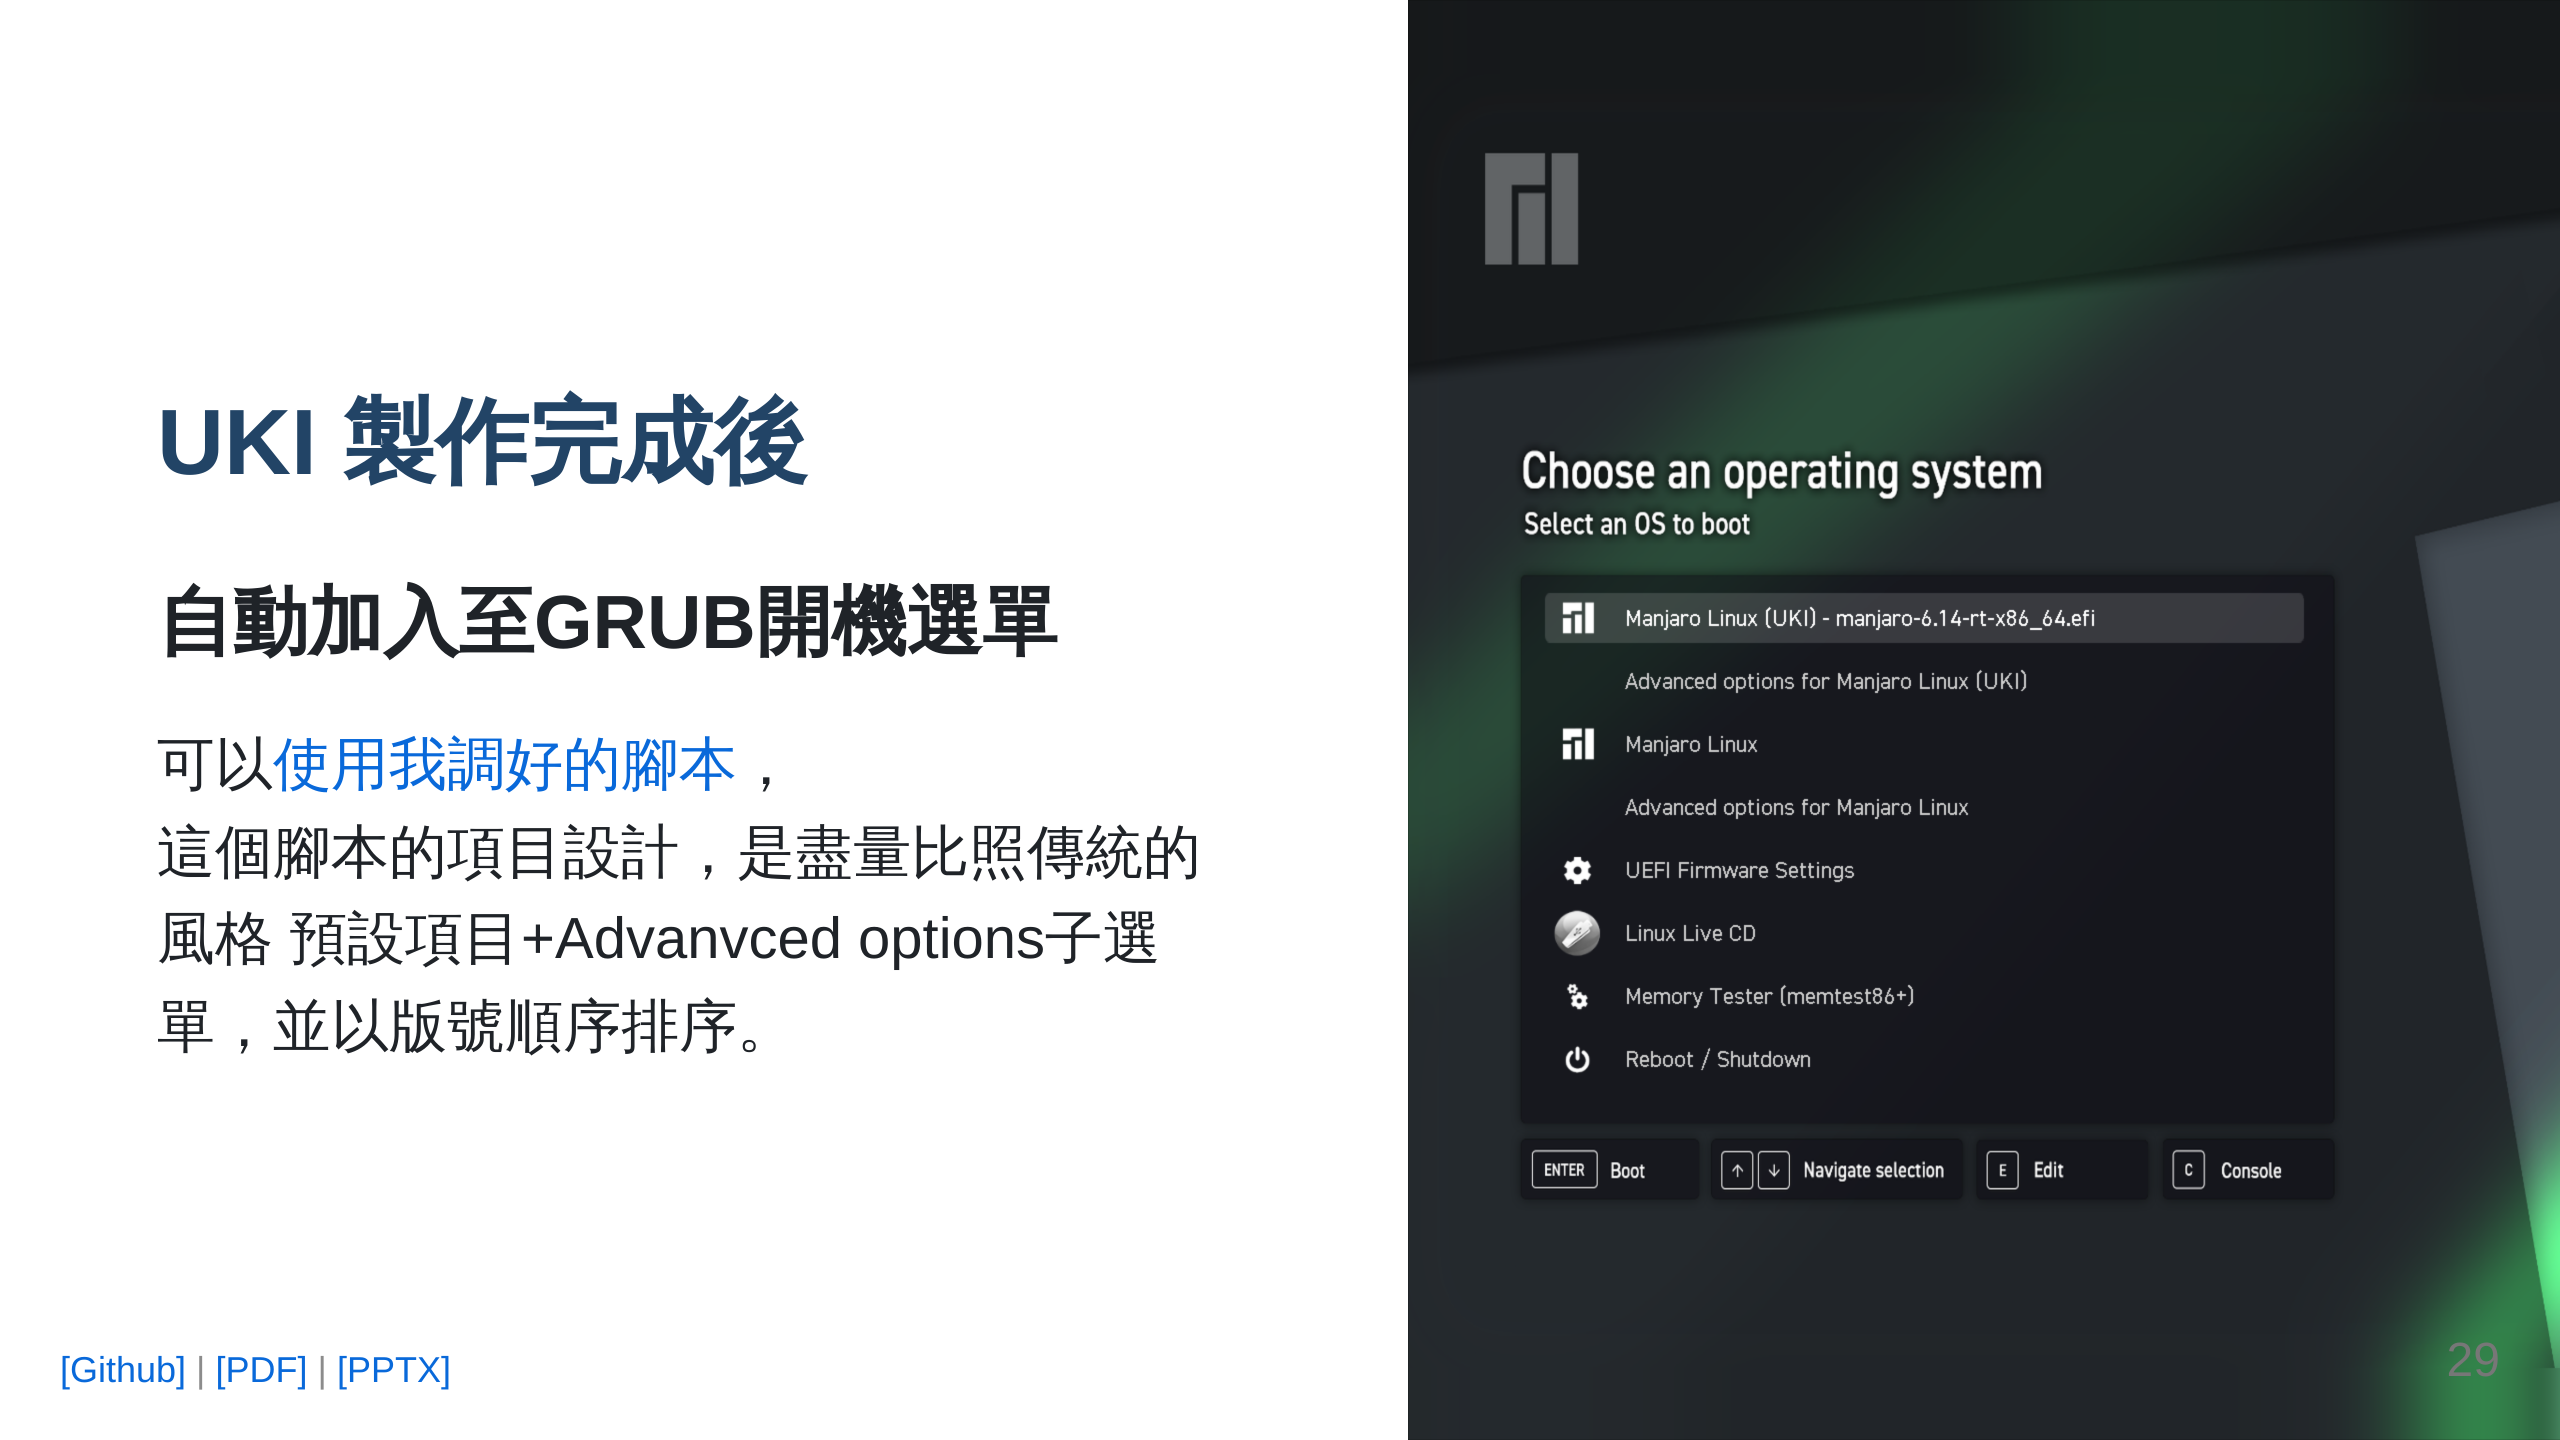 UKI 製作完成後
自動加入至GRUB開機選單
可以使用我調好的腳本，
這個腳本的項目設計，是盡量比照傳統的
風格 預設項目+Advanvced options子選
單，並以版號順序排序。
[Github] | [PDF] | [PPTX]
Choose an operating system
Select an OS to boot
Manjaro Linux (UKI) - manjaro-6.14-rt-x86_64.efi
Advanced options for Manjaro Linux (UKI)
Manjaro Linux
Advanced options for Manjaro Linux
UEFI Firmware Settings
Linux Live CD
Memory Tester (memtest86+)
Reboot / Shutdown
ENTER Boot ↑ ↓ Navigate selection E Edit C Console
29